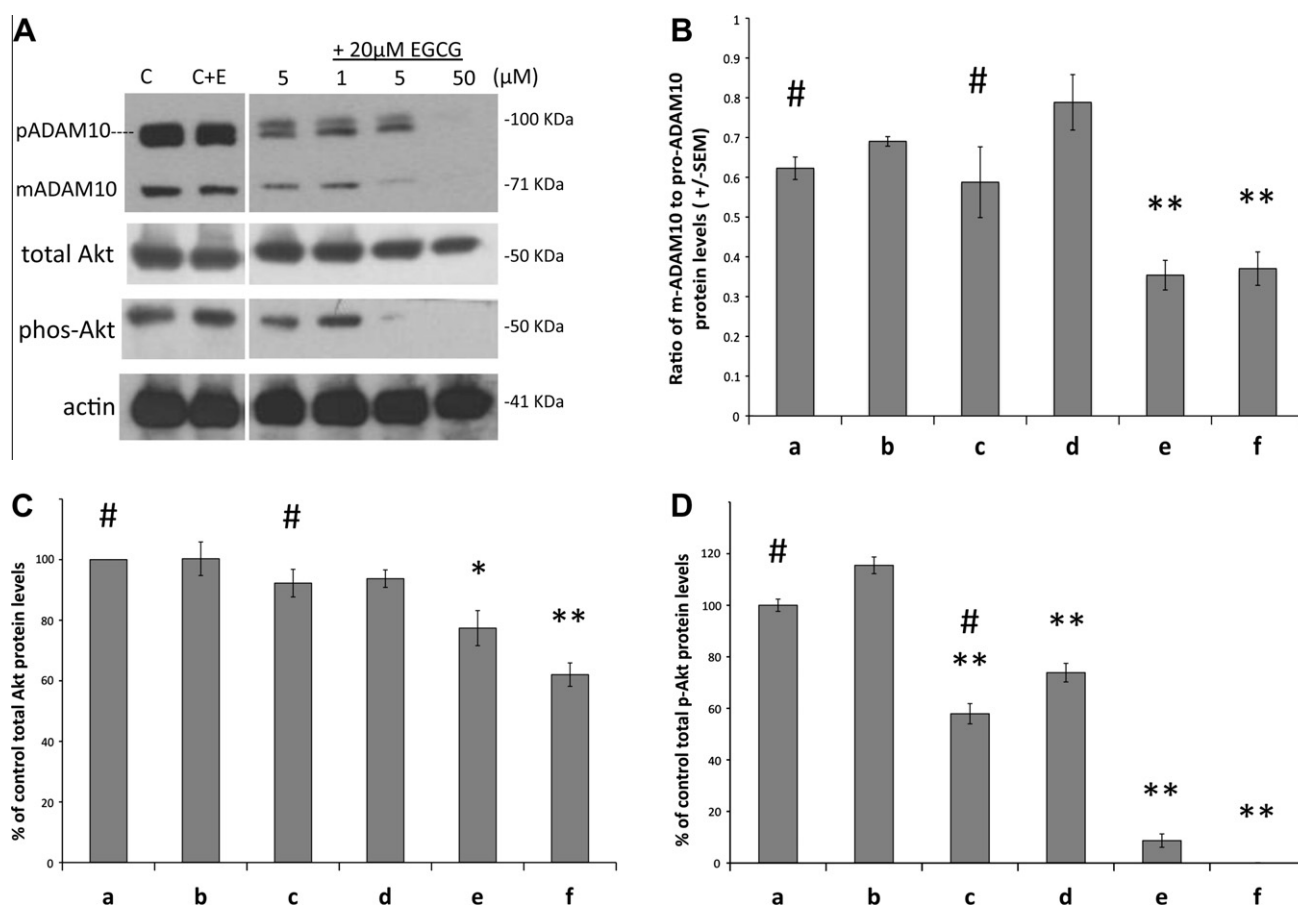 A
+ 20µM EGCG
C C+E 5 1 5 50 (µM)
pADAM10----
-100 KDa
mADAM10
-71 KDa
total Akt
-50 KDa
phos-Akt
-50 KDa
actin
-41 KDa
B
Ratio of m-ADAM10 to pro-ADAM10
protein levels ( +/-SEM)
1
0.9
0.8
0.7
0.6
0.5
0.4
0.3
0.2
0.1
0
# # ** **
a b c d e f
C
% of control total Akt protein levels
100
80
60
40
20
0
# # * **
a b c d e f
D
% of control total p-Akt protein levels
120
100
80
60
40
20
0
# # ** ** ** **
a b c d e f